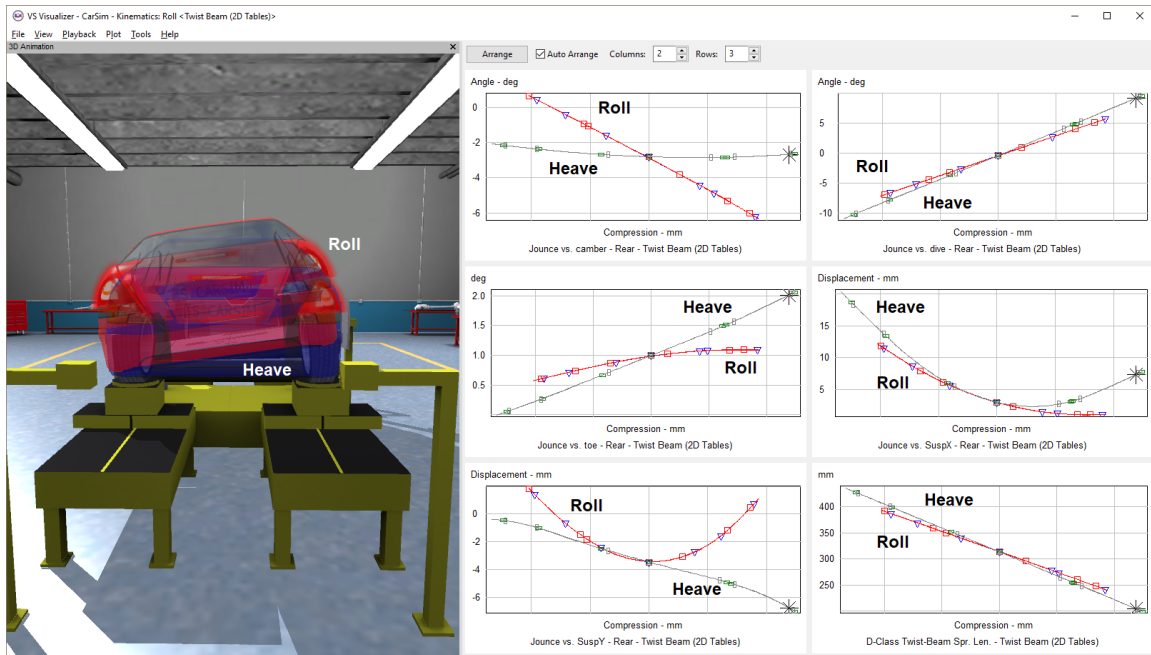 VS Visualizer - CarSim - Kinematics: Roll <Twist Beam (2D Tables)>
File View Playback Plot Tools Help
3D Animation
Roll
Heave
Arrange Auto Arrange Columns: 2 Rows: 3
Angle - deg
0
-2
-4
-6
Roll
Heave
Compression - mm
Jounce vs. camber - Rear - Twist Beam (2D Tables)
Angle - deg
5
0
-5
-10
Roll
Heave
Compression - mm
Jounce vs. dive - Rear - Twist Beam (2D Tables)
deg
2.0
1.5
1.0
0.5
Heave
Roll
Compression - mm
Jounce vs. toe - Rear - Twist Beam (2D Tables)
Displacement - mm
15
10
5
Heave
Roll
Compression - mm
Jounce vs. SuspX - Rear - Twist Beam (2D Tables)
Displacement - mm
0
-2
-4
-6
Roll
Heave
Compression - mm
Jounce vs. SuspY - Rear - Twist Beam (2D Tables)
mm
400
350
300
250
Heave
Roll
Compression - mm
D-Class Twist-Beam Spr. Len. - Twist Beam (2D Tables)